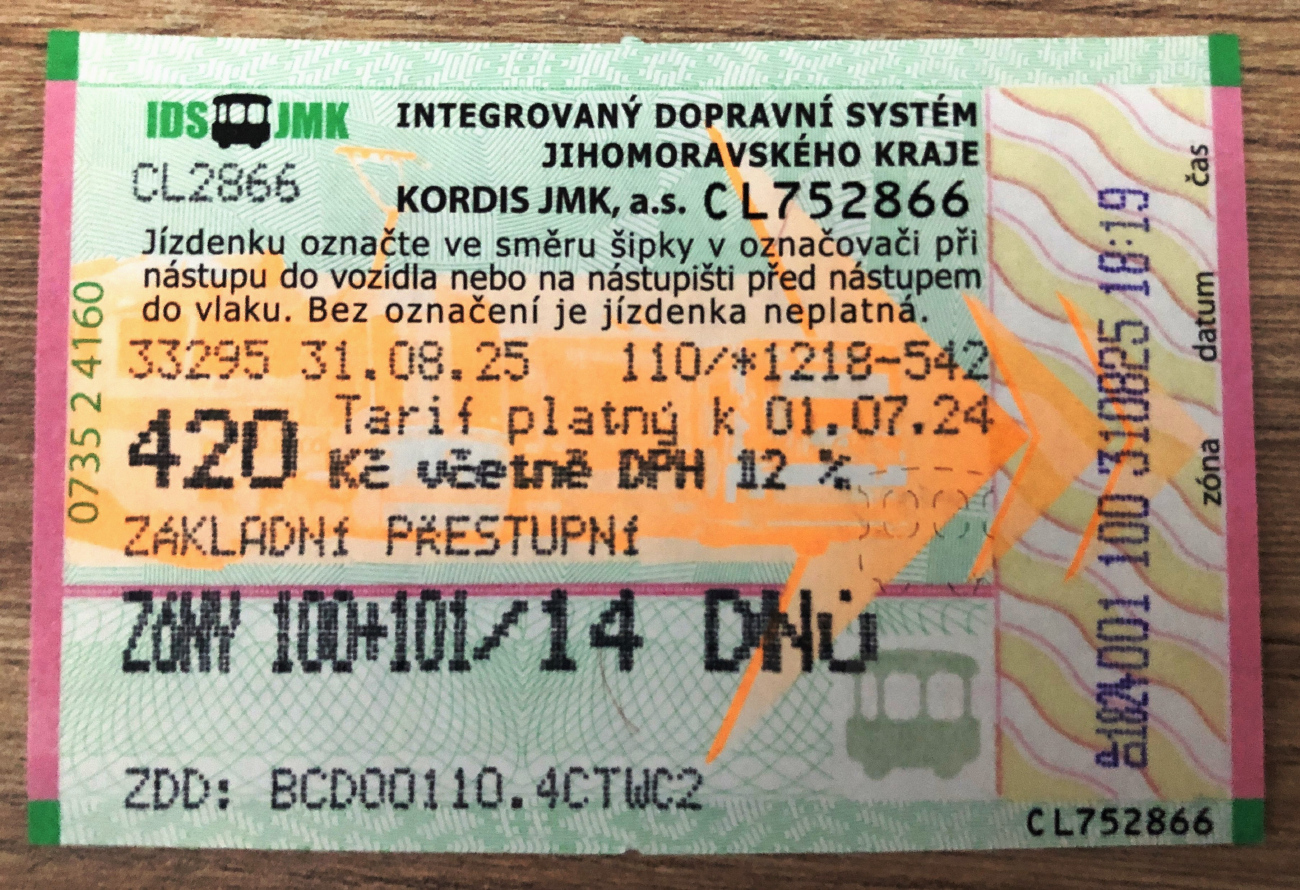 IDS JMK
INTEGROVANÝ DOPRAVNÍ SYSTÉM
JIHOMORAVSKÉHO KRAJE
CL2866
KORDIS JMK, a.s. CL752866
Jízdenku označte ve směru šipky v označovači při
nástupu do vozidla nebo na nástupišti před nástupem
do vlaku. Bez označení je jízdenka neplatná.
33295 31.08.25 110/*1218-542
420 Tarif platný k 01.07.24
Kč včetně DPH 12 %
ZÁKLADNí PŘESTUPNí
ZÓNY 100+101/14 DNů
ZDD: BCD00110.4CTWC2
0735 2 4160
100 310825 18:19
čas
datum
zóna
CL752866